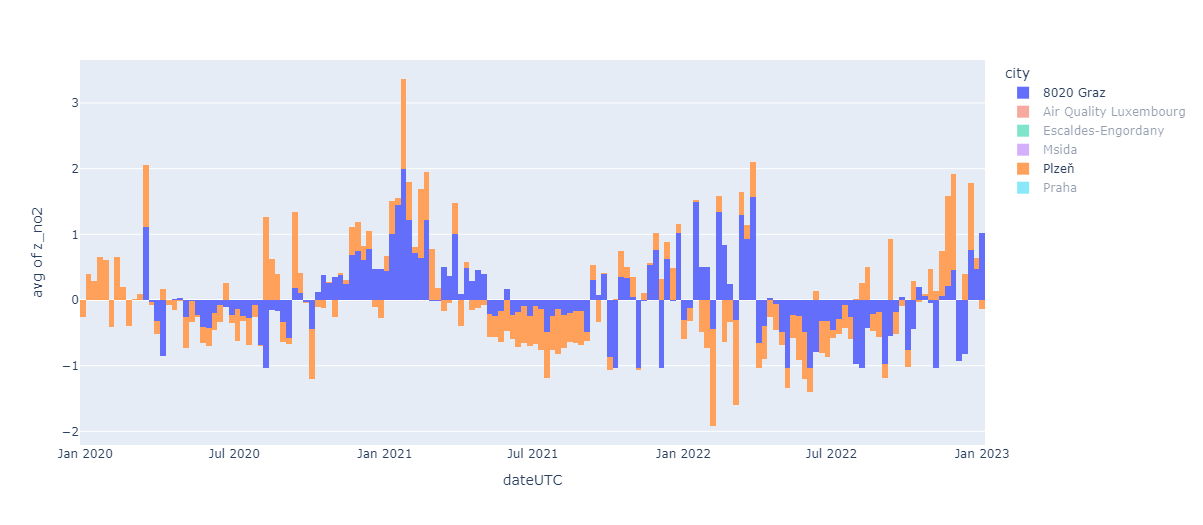 city
8020 Graz
Air Quality Luxembourg
Escaldes-Engordany
Msida
Plzeň
Praha
avg of z_no2
3
2
1
0
−1
−2
Jan 2020
Jul 2020
Jan 2021
Jul 2021
Jan 2022
Jul 2022
Jan 2023
dateUTC